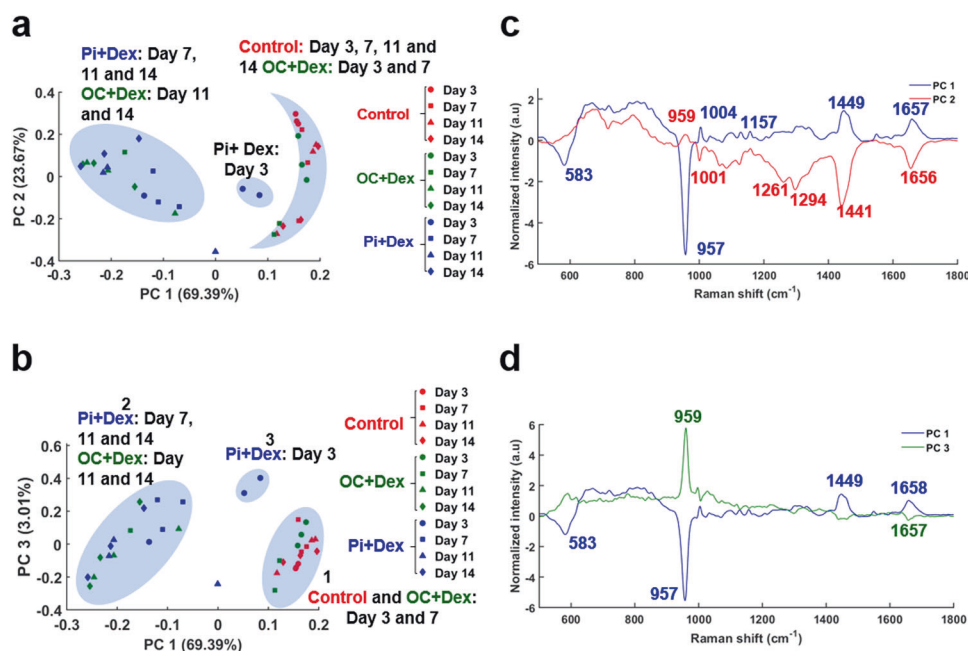 a
Pi+Dex: Day 7,
11 and 14
OC+Dex: Day 11
and 14
Control: Day 3, 7, 11 and
14 OC+Dex: Day 3 and 7
Pi+ Dex:
Day 3
PC 2 (23.67%)
0.4
0.2
0
-0.2
-0.4
-0.3
-0.2
-0.1
0
0.1
0.2
PC 1 (69.39%)
Control
Day 3
Day 7
Day 11
Day 14
OC+Dex
Day 3
Day 7
Day 11
Day 14
Pi+Dex
Day 3
Day 7
Day 11
Day 14
c
PC 1
PC 2
Normalized intensity (a.u)
2
0
-2
-4
-6
583
959
957
1004
1001
1157
1261
1294
1449
1441
1657
1656
600
800
1000
1200
1400
1600
1800
Raman shift (cm-1)
b
2
Pi+Dex: Day 7,
11 and 14
OC+Dex: Day
11 and 14
3
Pi+Dex: Day 3
1
Control and OC+Dex:
Day 3 and 7
PC 3 (3.01%)
0.6
0.4
0.2
0
-0.2
-0.4
-0.3
-0.2
-0.1
0
0.1
0.2
PC 1 (69.39%)
Control
Day 3
Day 7
Day 11
Day 14
OC+Dex
Day 3
Day 7
Day 11
Day 14
Pi+Dex
Day 3
Day 7
Day 11
Day 14
d
PC 1
PC 3
Normalized intensity (a.u)
6
4
2
0
-2
-4
-6
583
959
957
1449
1658
1657
600
800
1000
1200
1400
1600
1800
Raman shift (cm-1)